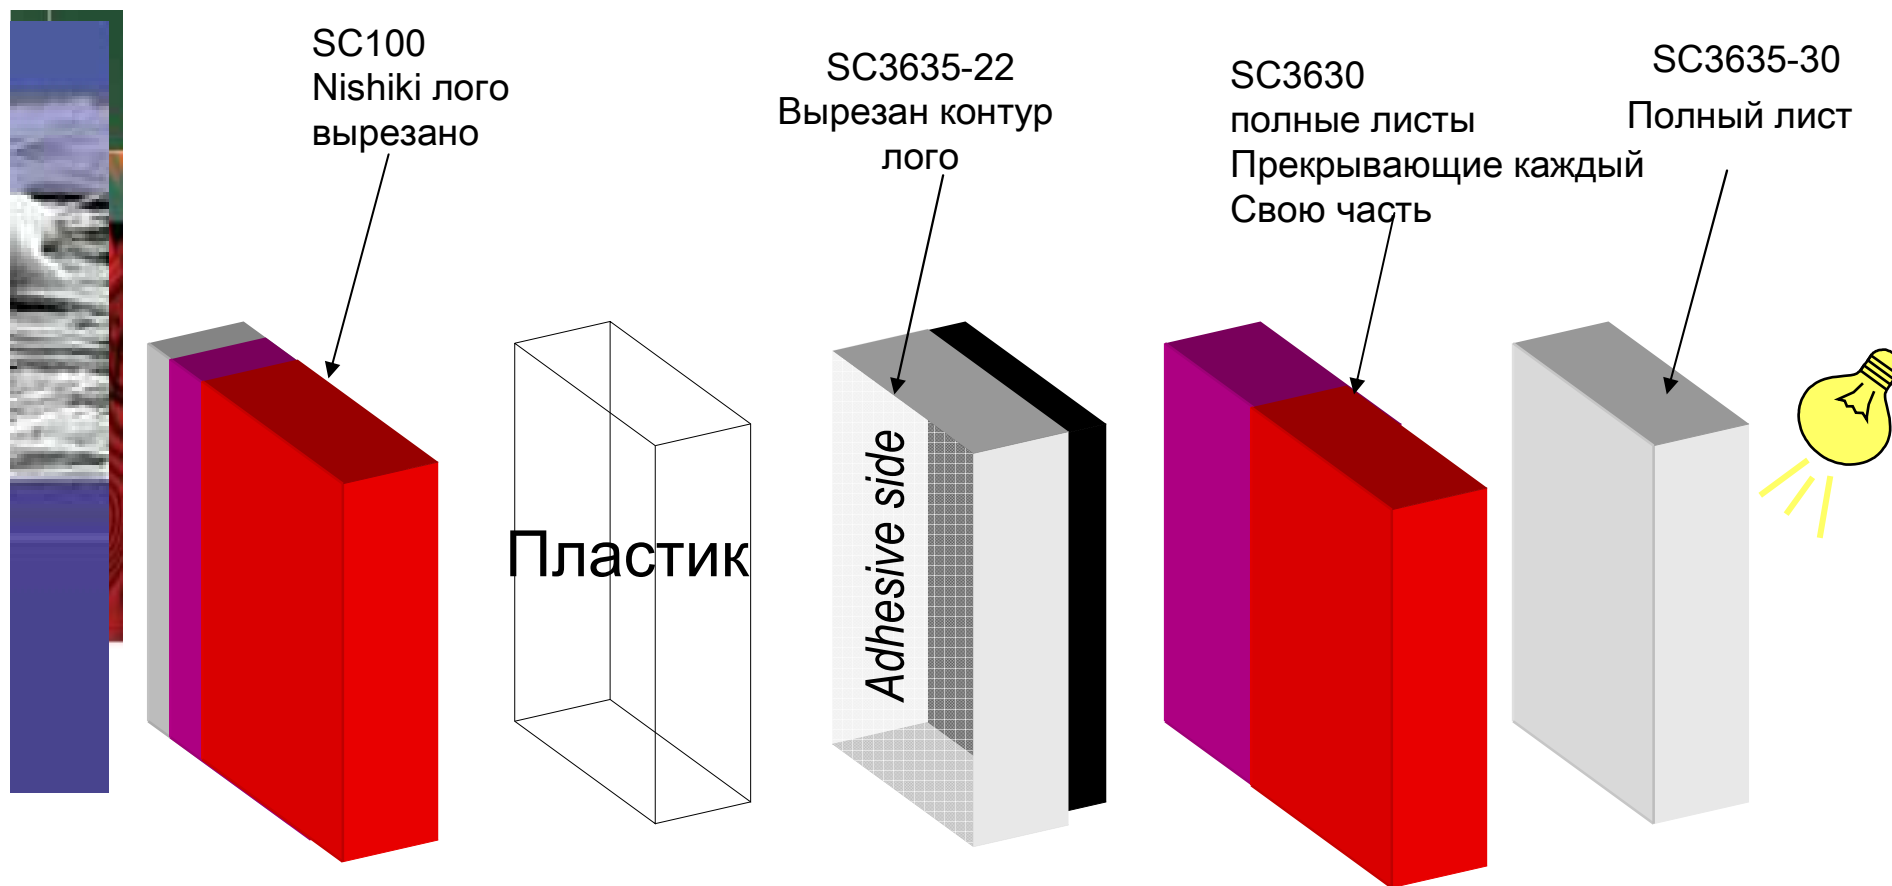 SC100
Nishiki лого
вырезано
SC3635-22
Вырезан контур
лого
SC3630
полные листы
Прекрывающие каждый
Свою часть
SC3635-30
Полный лист
Пластик
Adhesive side